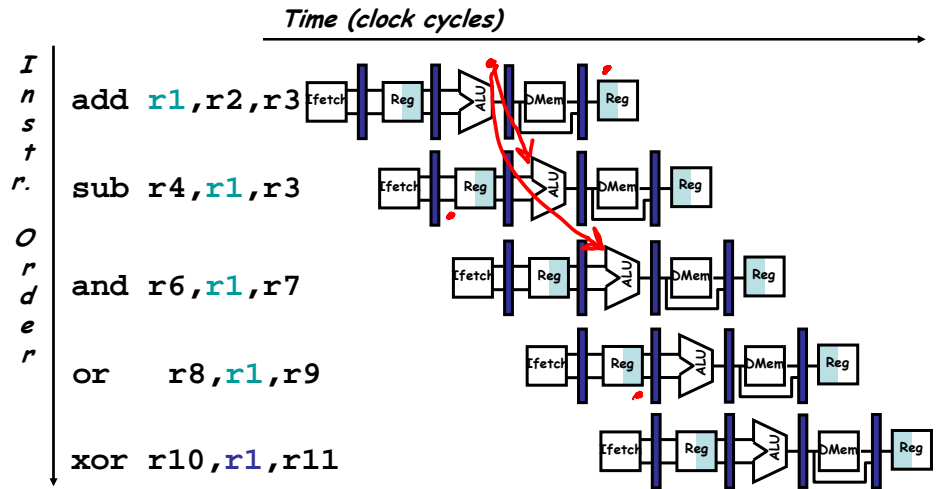 Time (clock cycles)
Instr. Order
add r1,r2,r3 Ifetch Reg ALU DMem Reg
sub r4,r1,r3 Ifetch Reg ALU DMem Reg
and r6,r1,r7 Ifetch Reg ALU DMem Reg
or r8,r1,r9 Ifetch Reg ALU DMem Reg
xor r10,r1,r11 Ifetch Reg ALU DMem Reg